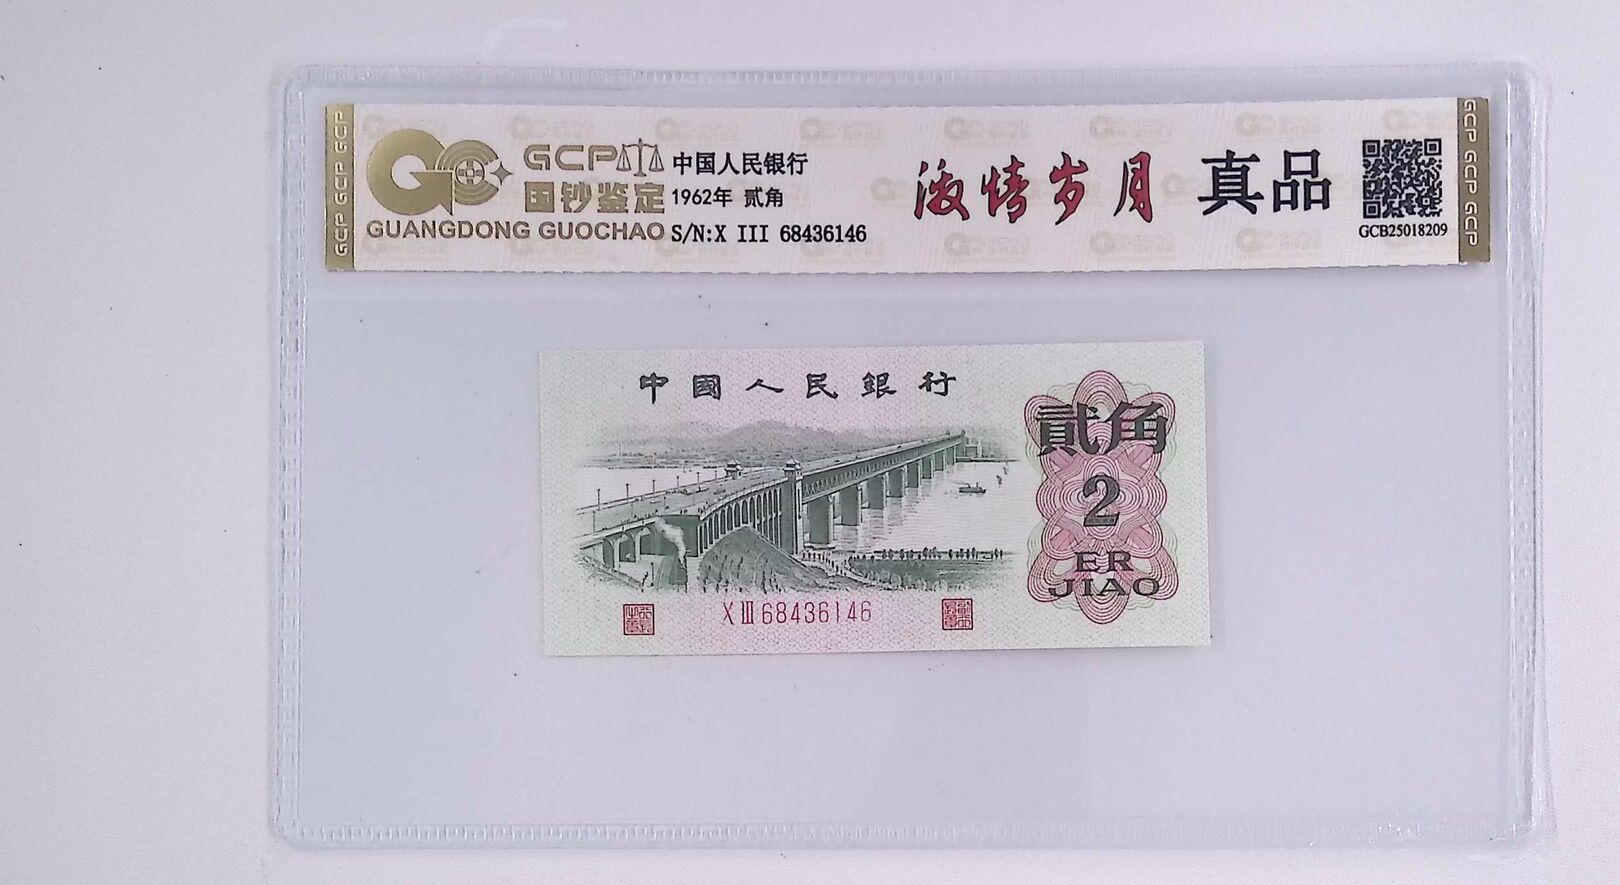 GCP GCP GCP
GCP
国钞鉴定
GUANGDONG GUOCHAO
中国人民银行
1962年 贰角
S/N:X III 68436146
激情岁月
真品
GCB25018209
GCP GCP GCP
中國人民銀行
貳角
2
ER
JIAO
X III 68436146